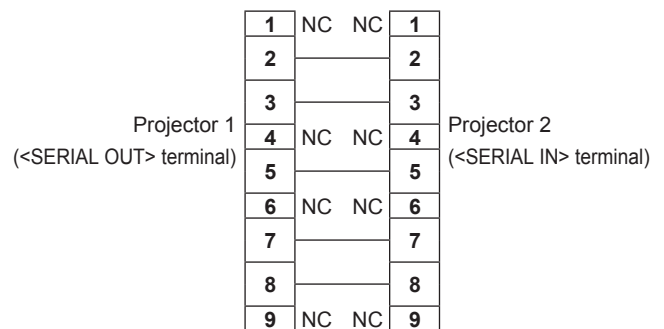 1 NC NC 1
2 2
3 3
Projector 1
(<SERIAL OUT> terminal)
4 NC NC 4
Projector 2
(<SERIAL IN> terminal)
5 5
6 NC NC 6
7 7
8 8
9 NC NC 9